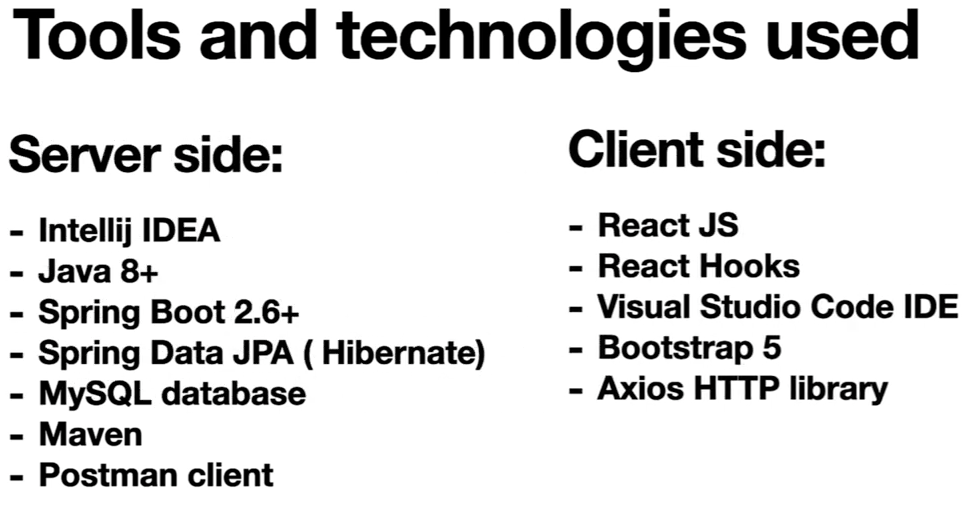 Tools and technologies used
Server side:
- Intellij IDEA
- Java 8+
- Spring Boot 2.6+
- Spring Data JPA ( Hibernate)
- MySQL database
- Maven
- Postman client
Client side:
- React JS
- React Hooks
- Visual Studio Code IDE
- Bootstrap 5
- Axios HTTP library